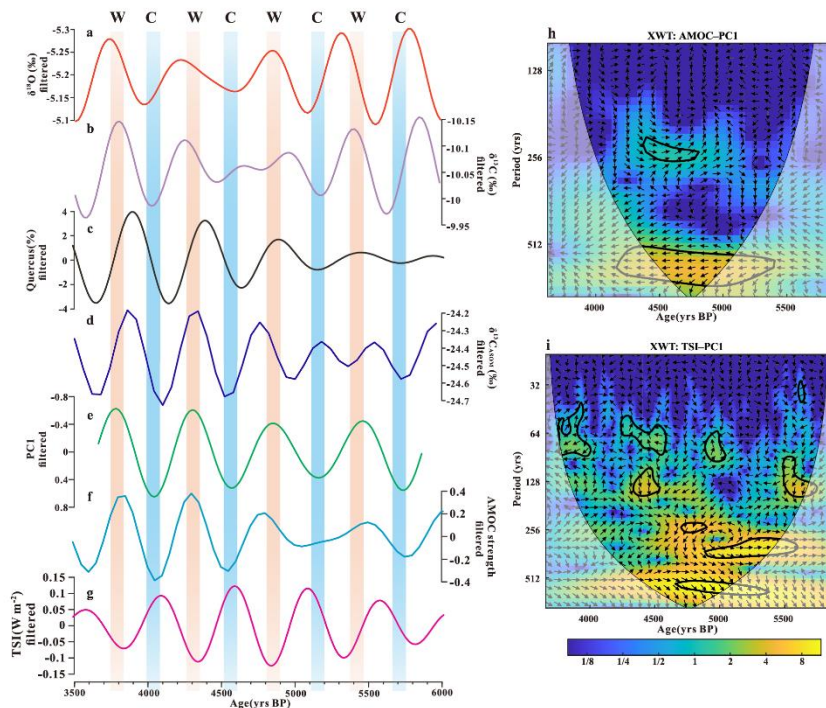 W C W C W C W C
a
δ¹⁸O (‰)
filtered
-5.3
-5.25
-5.2
-5.15
-5.1
b
δ¹³C (‰)
filtered
-10.15
-10.1
-10.05
-10
-9.95
c
Quercus(%)
filtered
4
2
0
-2
-4
d
filtered
-24.2
-24.3
-24.4
-24.5
-24.6
-24.7
e
PC1
filtered
-0.8
-0.4
0
0.4
0.8
f
AMOC strength
filtered
0.4
0.2
0
-0.2
-0.4
g
TSI(W m⁻²)
filtered
0.15
0.1
0.05
0
-0.05
-0.1
-0.15
3500 4000 4500 5000 5500 6000
Age(yrs BP)
h
XWT: AMOC–PC1
Period (yrs)
128
256
512
4000 4500 5000 5500
Age(yrs BP)
i
XWT: TSI–PC1
Period (yrs)
32
64
128
256
512
4000 4500 5000 5500
Age(yrs BP)
1/8 1/4 1/2 1 2 4 8